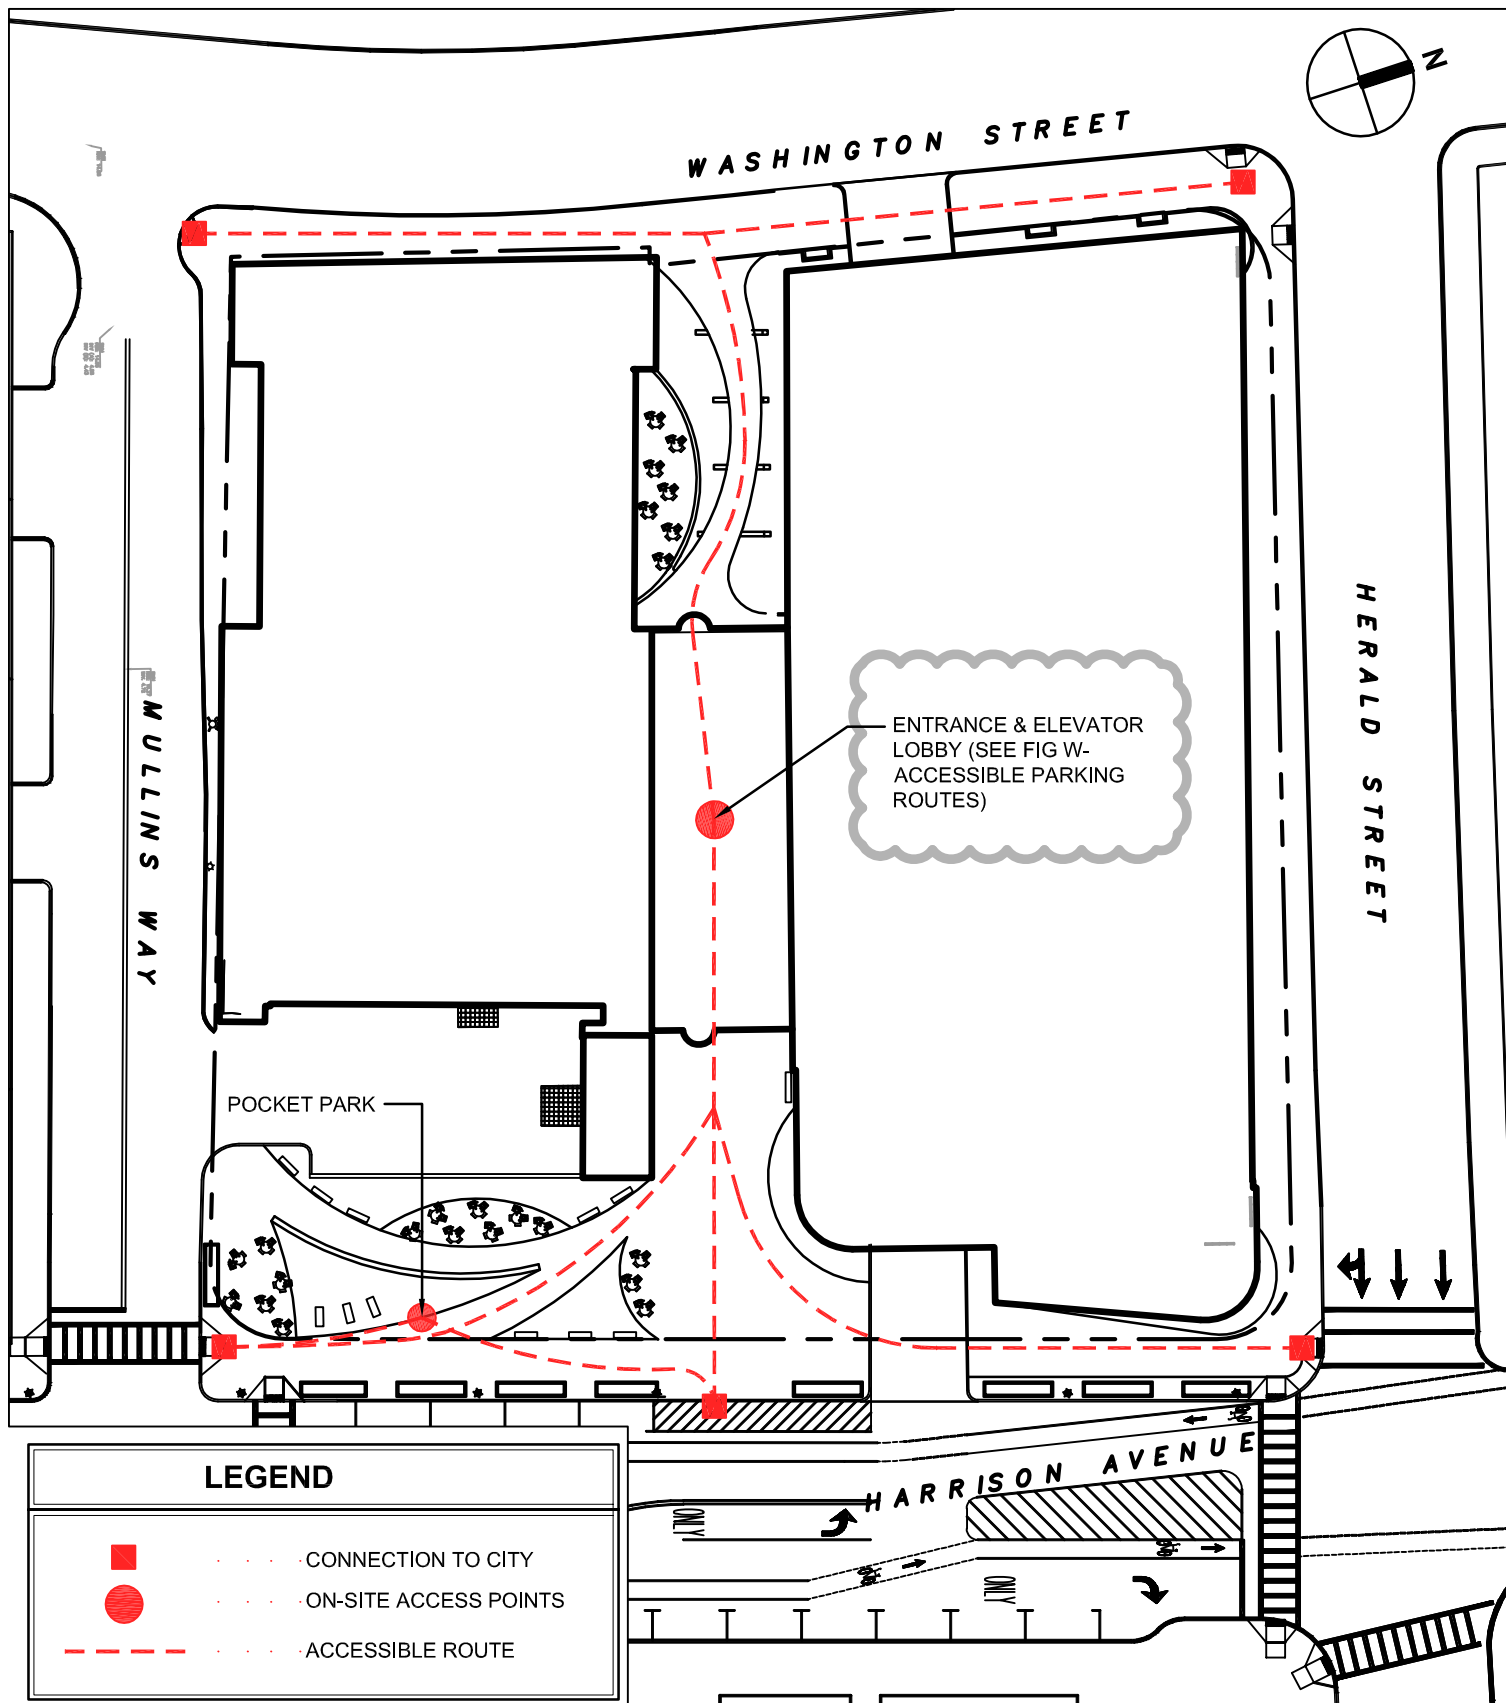 N
WASHINGTON STREET
HERALD STREET
ENTRANCE & ELEVATOR
LOBBY (SEE FIG W-
ACCESSIBLE PARKING
ROUTES)
MULLINS WAY
POCKET PARK
HARRISON AVENUE
ONLY
ONLY
LEGEND
CONNECTION TO CITY
ON-SITE ACCESS POINTS
ACCESSIBLE ROUTE